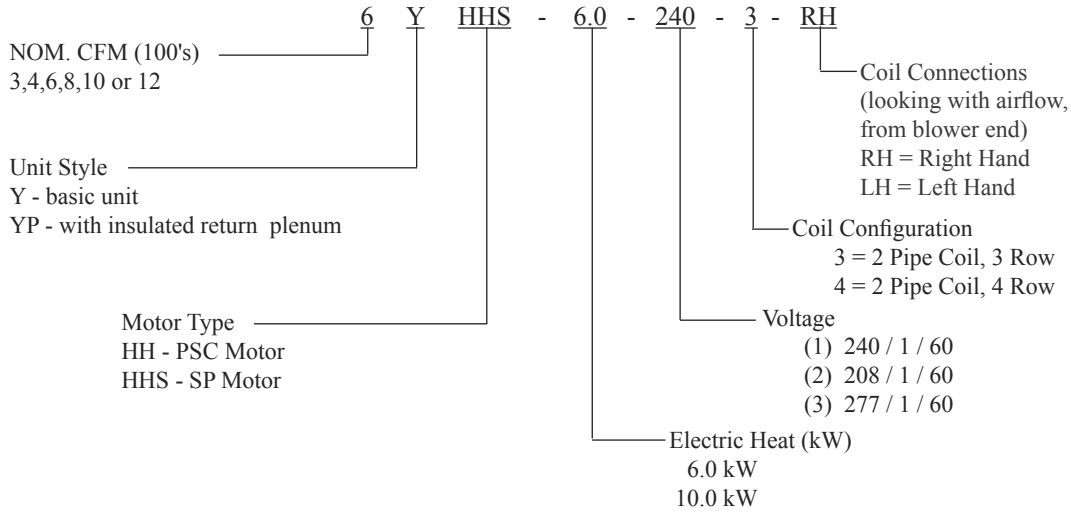 6 Y HHS - 6.0 - 240 - 3 - RH
NOM. CFM (100's)
3,4,6,8,10 or 12
Coil Connections
(looking with airflow,
from blower end)
RH = Right Hand
LH = Left Hand
Unit Style
Y - basic unit
YP - with insulated return plenum
Coil Configuration
3 = 2 Pipe Coil, 3 Row
4 = 2 Pipe Coil, 4 Row
Motor Type
HH - PSC Motor
HHS - SP Motor
Voltage
(1) 240 / 1 / 60
(2) 208 / 1 / 60
(3) 277 / 1 / 60
Electric Heat (kW)
6.0 kW
10.0 kW